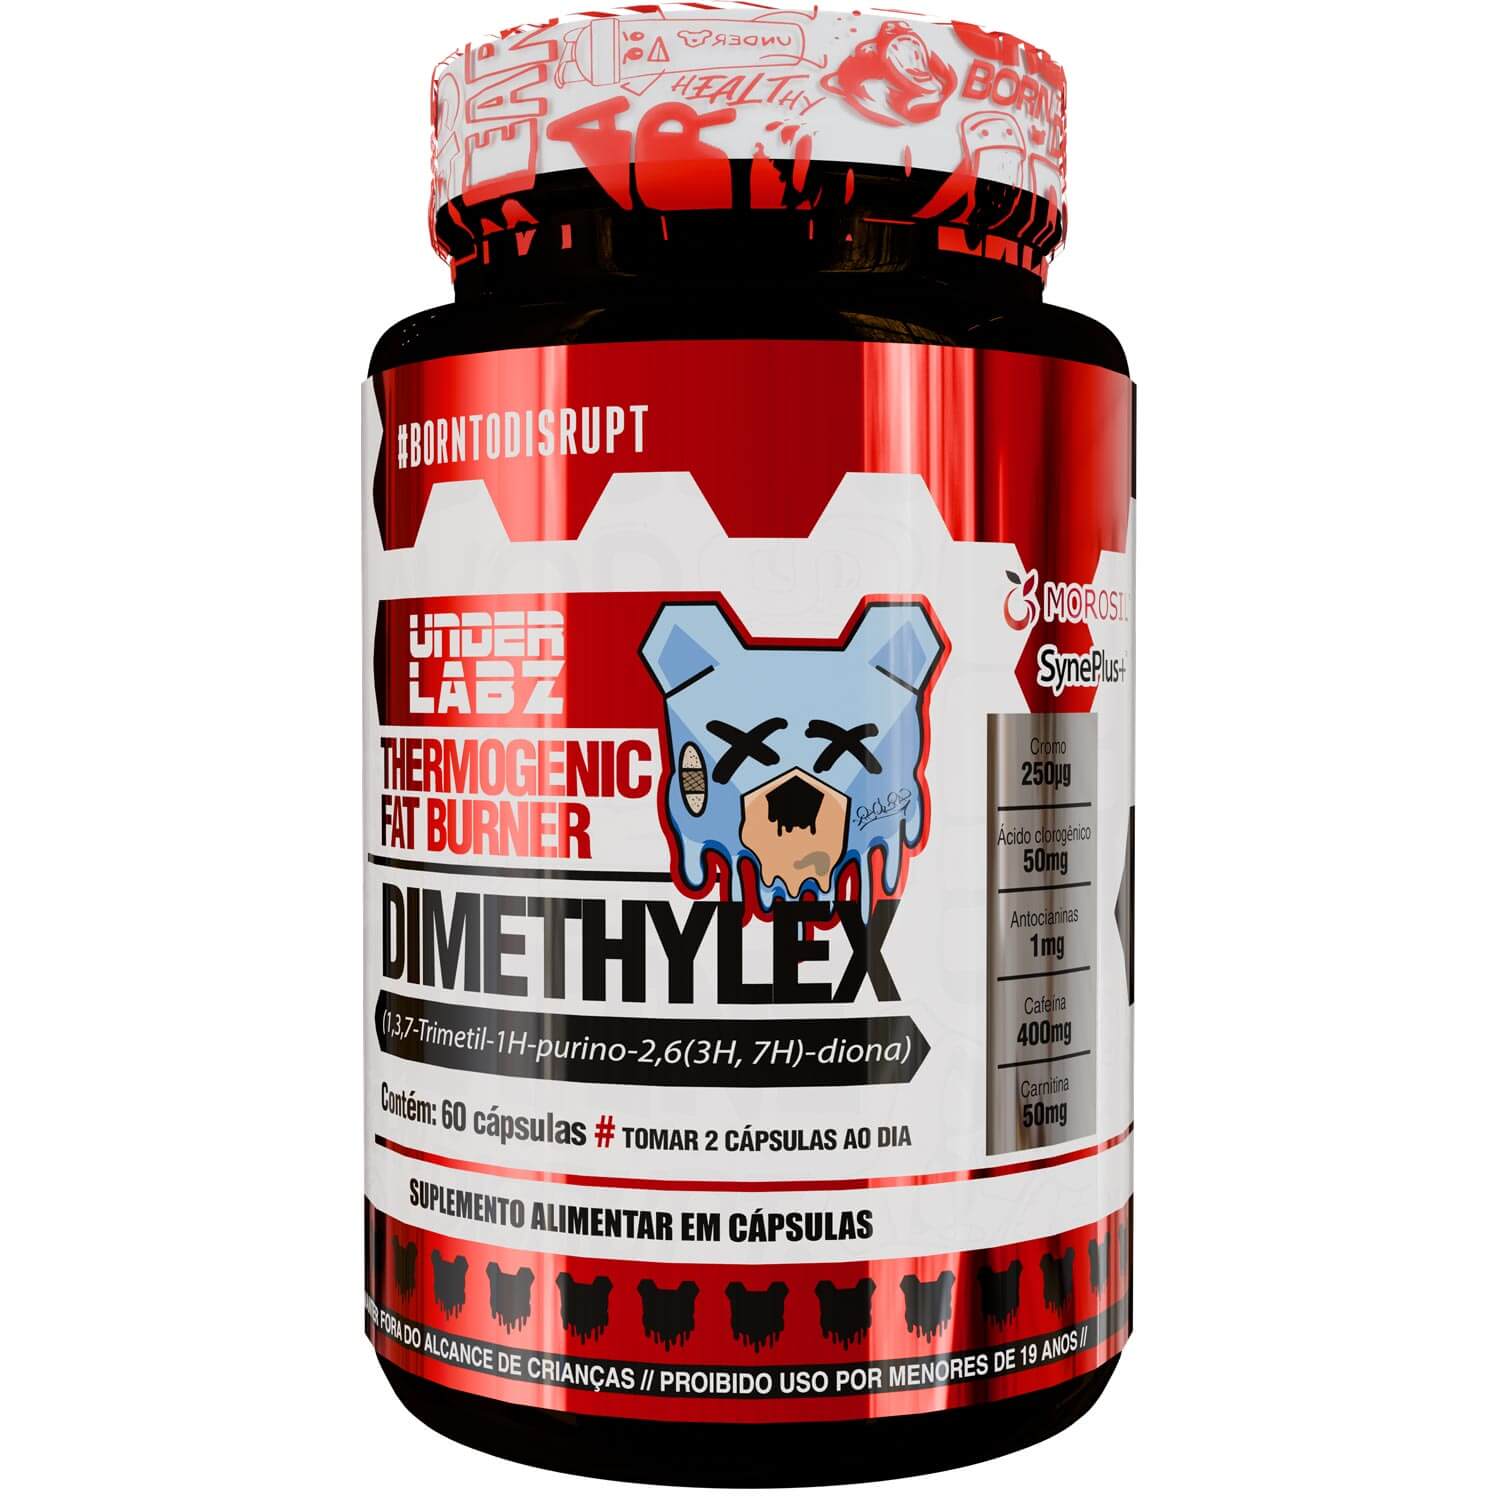 UNDER
HEALTHY
BORN
#BORNTODISRUPT
UNDER
LABZ
THERMOGENIC
FAT BURNER
DIMETHYLEX
(1,3,7-Trimetil-1H-purino-2,6(3H, 7H)-diona)
Contém: 60 cápsulas # TOMAR 2 CÁPSULAS AO DIA
SUPLEMENTO ALIMENTAR EM CÁPSULAS
MOROSIL
SynePlus+
Cromo
250µg
Ácido clorogênico
50mg
Antocianinas
1mg
Cafeína
400mg
Carnitina
50mg
FORA DO ALCANCE DE CRIANÇAS // PROIBIDO USO POR MENORES DE 19 ANOS //